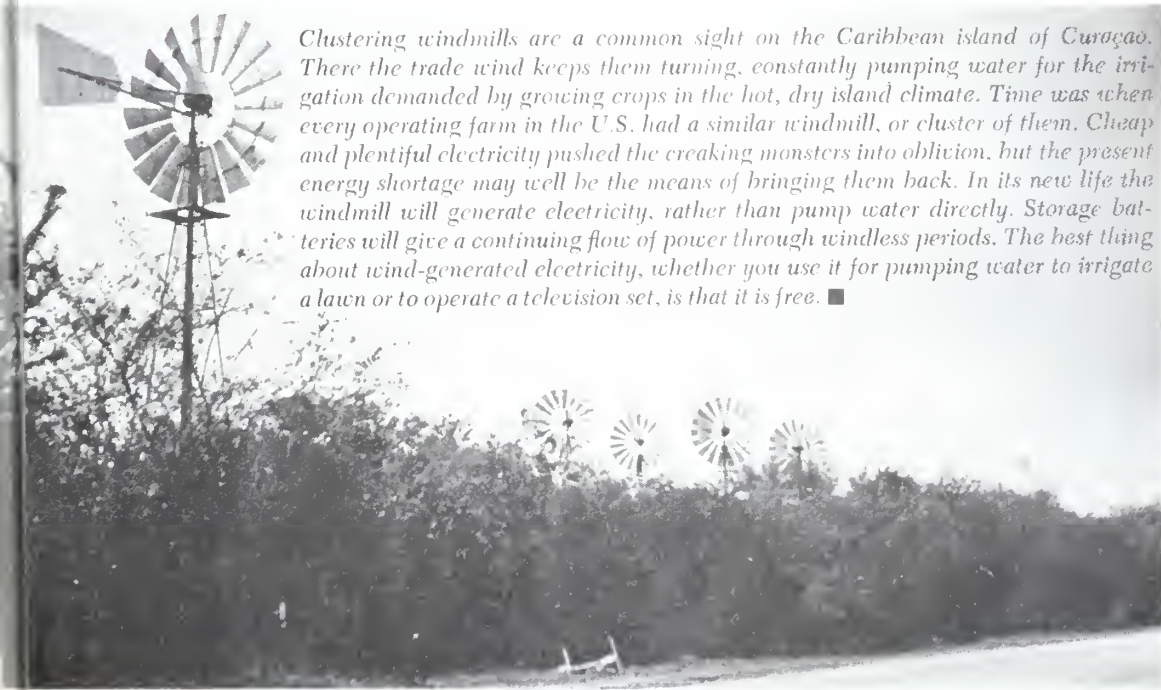 Clustering windmills are a common sight on the Caribbean island of Curaçao.
There the trade wind keeps them turning, constantly pumping water for the irri-
gation demanded by growing crops in the hot, dry island climate. Time was when
every operating farm in the U.S. had a similar windmill, or cluster of them. Cheap
and plentiful electricity pushed the creaking monsters into oblivion, but the present
energy shortage may well be the means of bringing them back. In its new life the
windmill will generate electricity, rather than pump water directly. Storage bat-
teries will give a continuing flow of power through windless periods. The best thing
about wind-generated electricity, whether you use it for pumping water to irrigate
a lawn or to operate a television set, is that it is free. ■